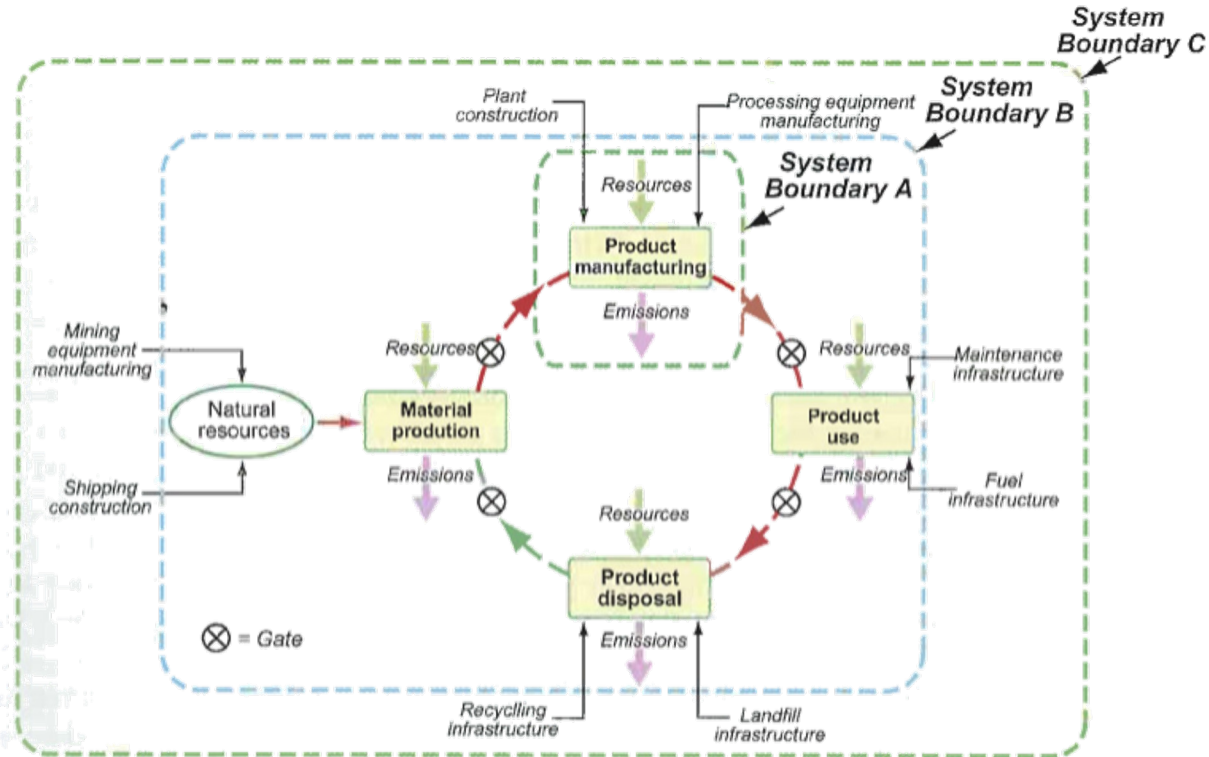 System
Boundary C
System
Boundary B
Plant
construction
Processing equipment
manufacturing
System
Boundary A
Resources
Product
manufacturing
Emissions
Mining
equipment
manufacturing
Resources
Resources
Maintenance
infrastructure
Natural
resources
Material
prodution
Product
use
Emissions
Emissions
Shipping
construction
Fuel
infrastructure
Resources
Product
disposal
Emissions
= Gate
Recyclling
infrastructure
Landfill
infrastructure